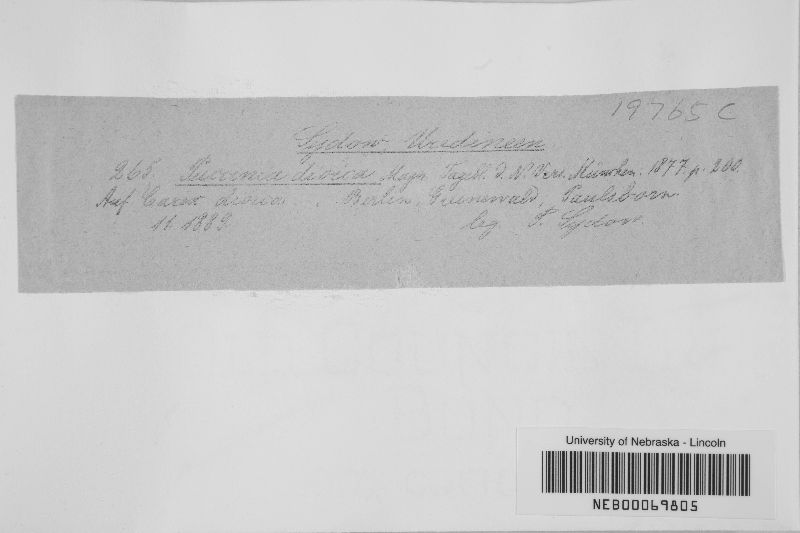 19765 C
Sydow, Uredineen
265. Puccinia dioica Magn. Tagebl. d. N. Vers. München. 1877. p. 200.
Auf Carex dioica. Berlin, Grunewald, Paulsborn.
11. 1889. leg. P. Sydow.
University of Nebraska - Lincoln
NEB00069805